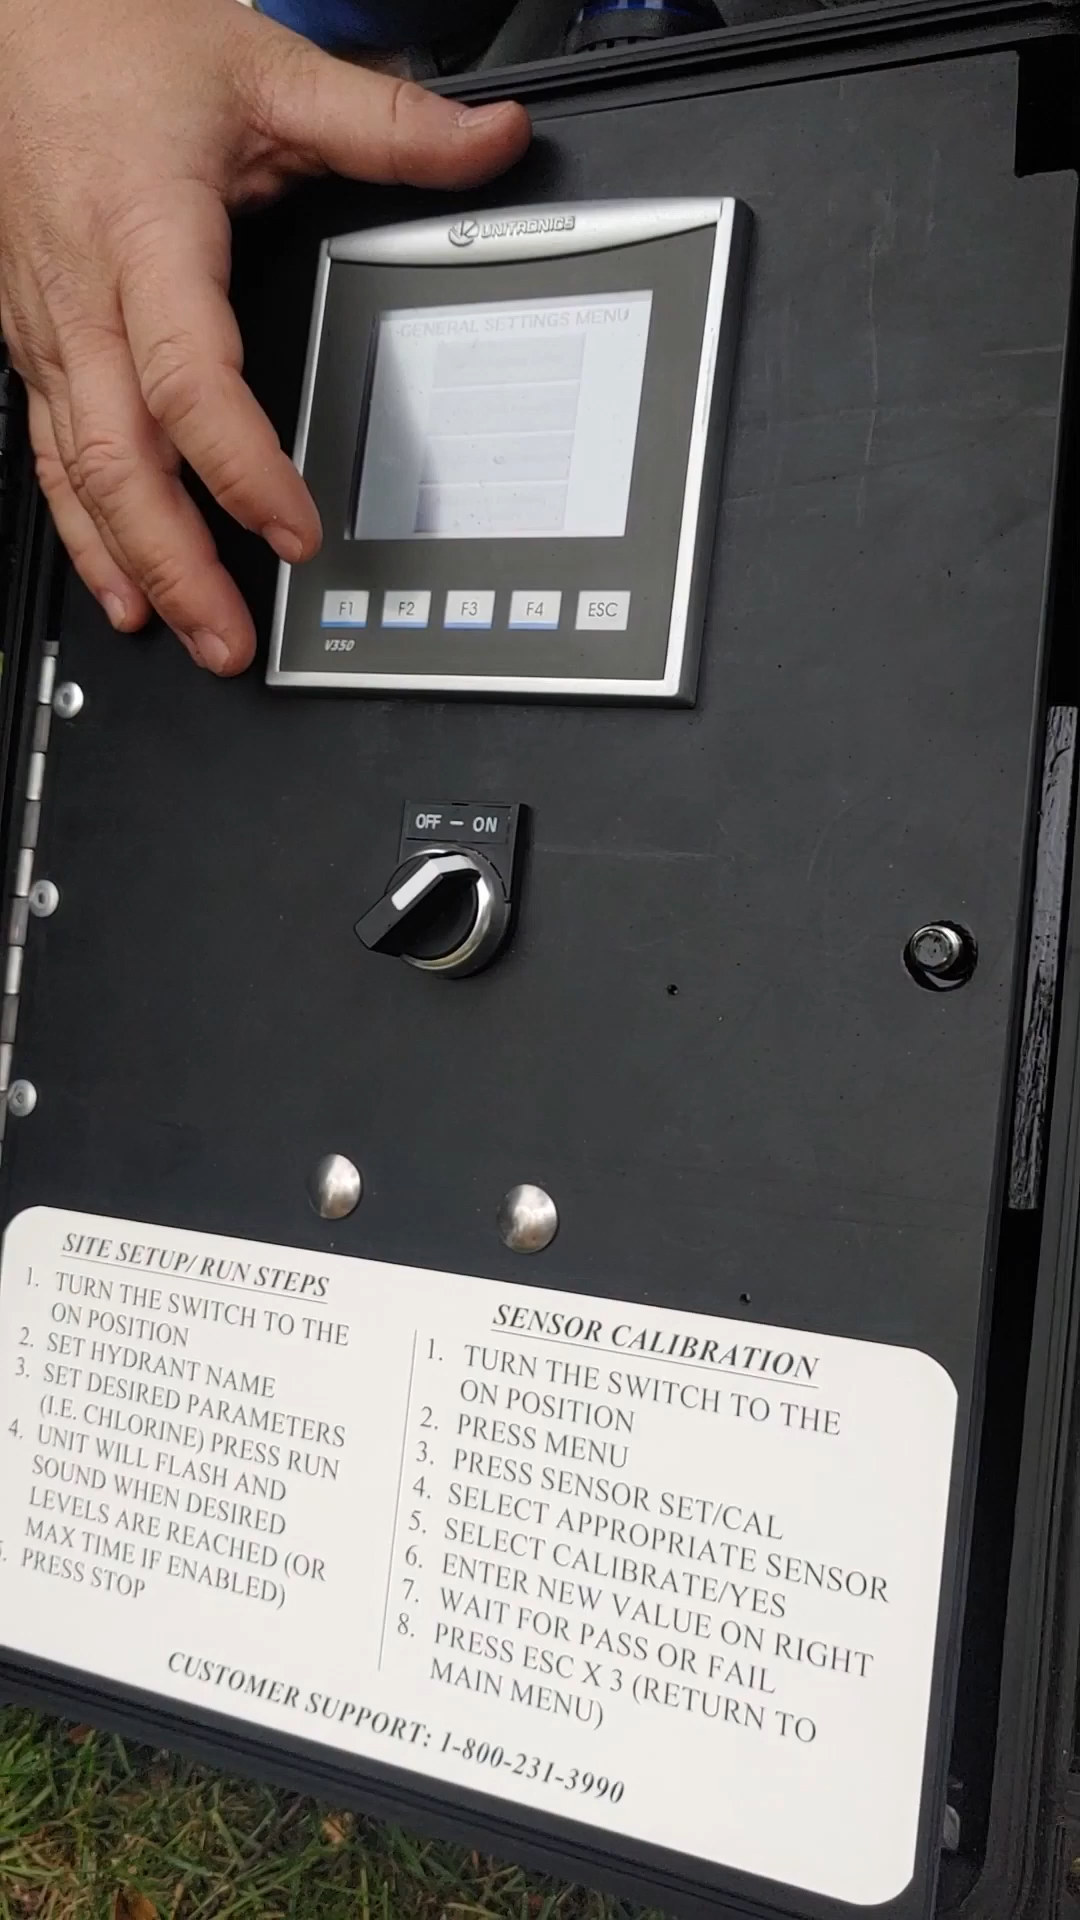 UNITRONICS
GENERAL SETTINGS MENU
F1 F2 F3 F4 ESC
V350
OFF – ON
SITE SETUP/ RUN STEPS
1. TURN THE SWITCH TO THE
ON POSITION
2. SET HYDRANT NAME
3. SET DESIRED PARAMETERS
(I.E. CHLORINE) PRESS RUN
4. UNIT WILL FLASH AND
SOUND WHEN DESIRED
LEVELS ARE REACHED (OR
MAX TIME IF ENABLED)
5. PRESS STOP
SENSOR CALIBRATION
1. TURN THE SWITCH TO THE
ON POSITION
2. PRESS MENU
3. PRESS SENSOR SET/CAL
4. SELECT APPROPRIATE SENSOR
5. SELECT CALIBRATE/YES
6. ENTER NEW VALUE ON RIGHT
7. WAIT FOR PASS OR FAIL
8. PRESS ESC X 3 (RETURN TO
MAIN MENU)
CUSTOMER SUPPORT: 1-800-231-3990